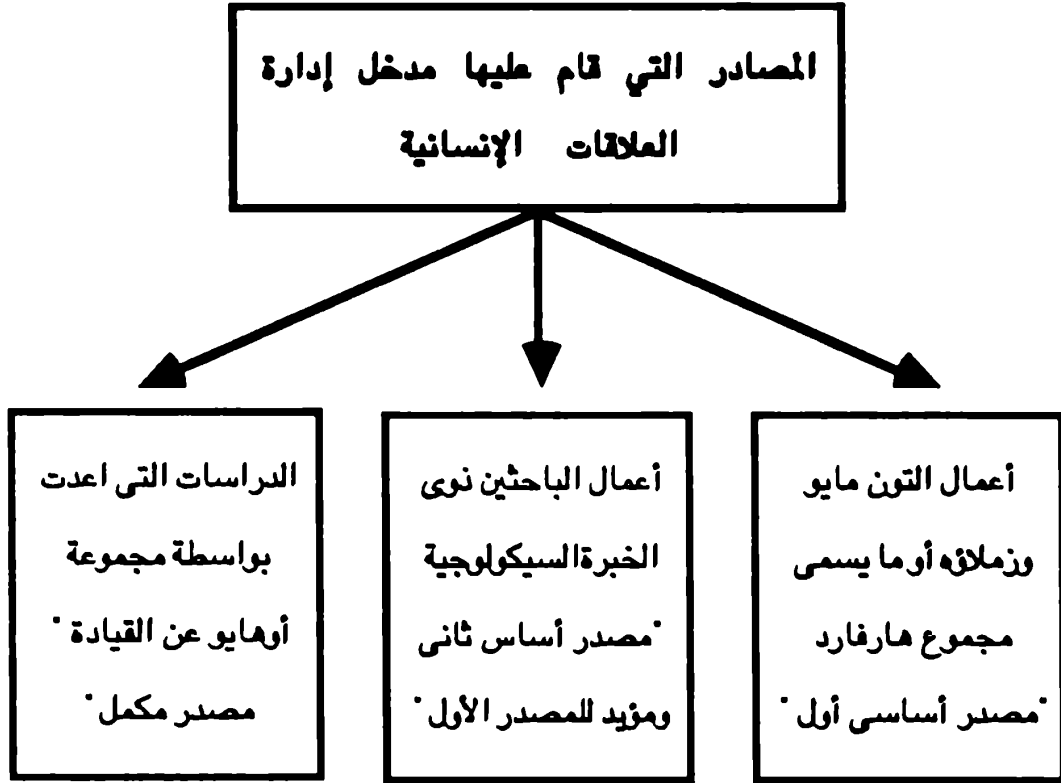 المصادر التي قام عليها مدخل إدارة
العلاقات الإنسانية
أعمال التون مايو
وزملاؤه أو ما يسمى
مجموع هارفارد
"مصدر أساسى أول"
أعمال الباحثين نوى
الخبرة السيكولوجية
"مصدر أساس ثانى
ومؤيد للمصدر الأول"
الدراسات التى اعدت
بواسطة مجموعة
أوهايو عن القيادة "
مصدر مكمل"